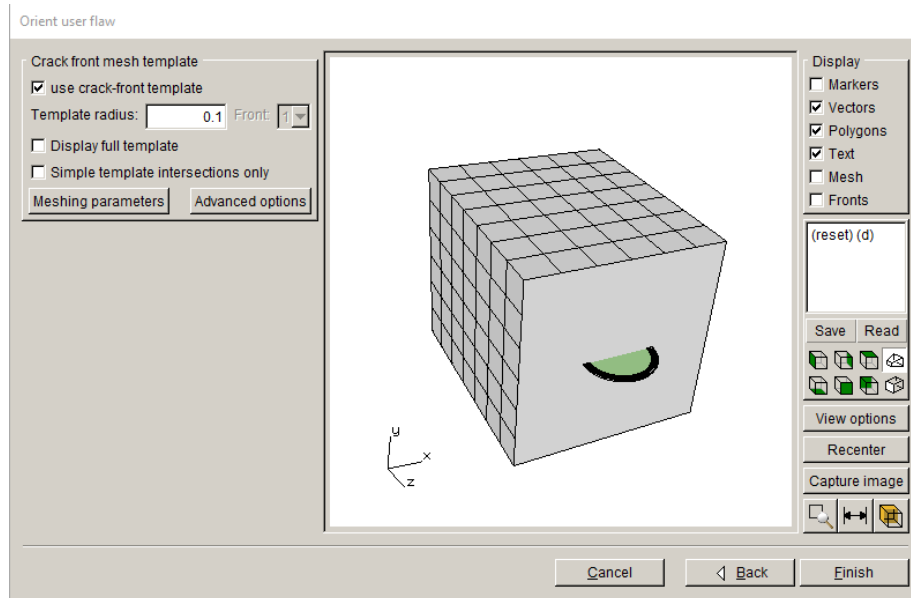 Orient user flaw
Crack front mesh template
use crack-front template
Template radius: 0.1 Front: 1
Display full template
Simple template intersections only
Meshing parameters Advanced options
y
x
z
Display
Markers
Vectors
Polygons
Text
Mesh
Fronts
(reset) (d)
Save Read
View options
Recenter
Capture image
Cancel Back Finish